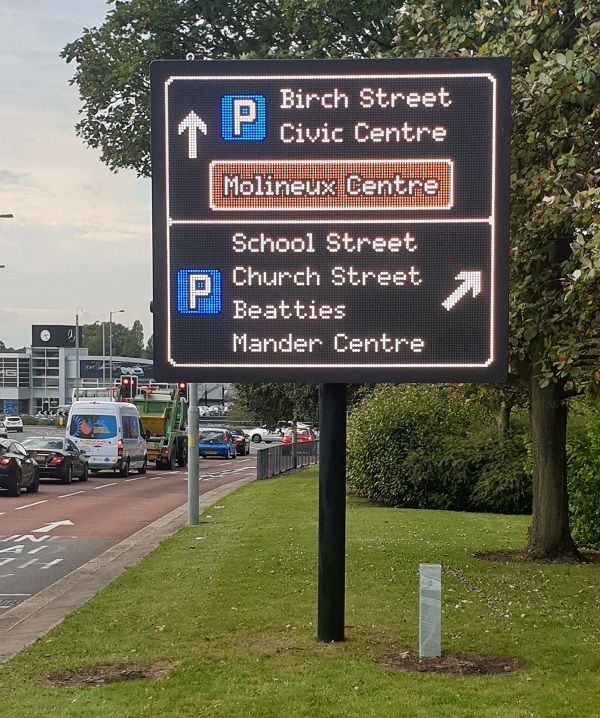 P
Birch Street
Civic Centre
Molineux Centre
P
School Street
Church Street
Beatties
Mander Centre